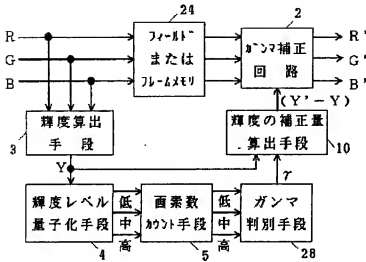 24
2
R
ﾌｨｰﾙﾄﾞ
ｶﾞﾝﾏ補正
R'
G
または
回路
G'
B
ﾌﾚｰﾑﾒﾓﾘ
B'
(Y'-Y)
輝度算出
手段
3
輝度の補正量
算出手段
10
Y
γ
輝度レベル
量子化手段
低
中
高
画素数
ｶｳﾝﾄ手段
低
中
高
ガンマ
判別手段
4
5
28